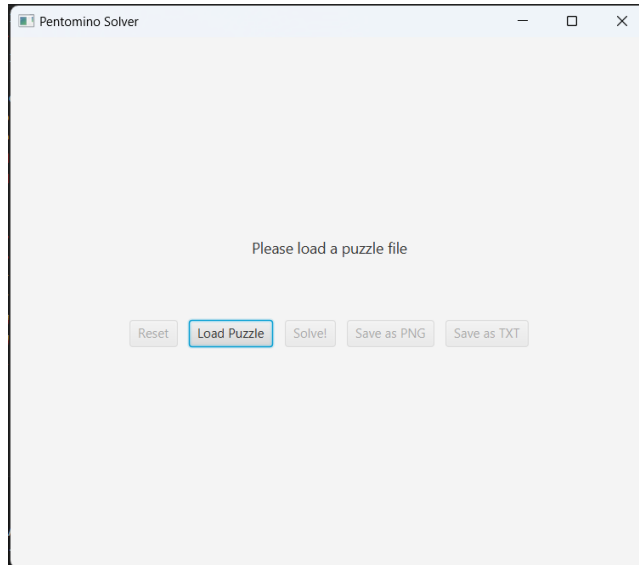 Pentomino Solver
Please load a puzzle file
Reset Load Puzzle Solve! Save as PNG Save as TXT